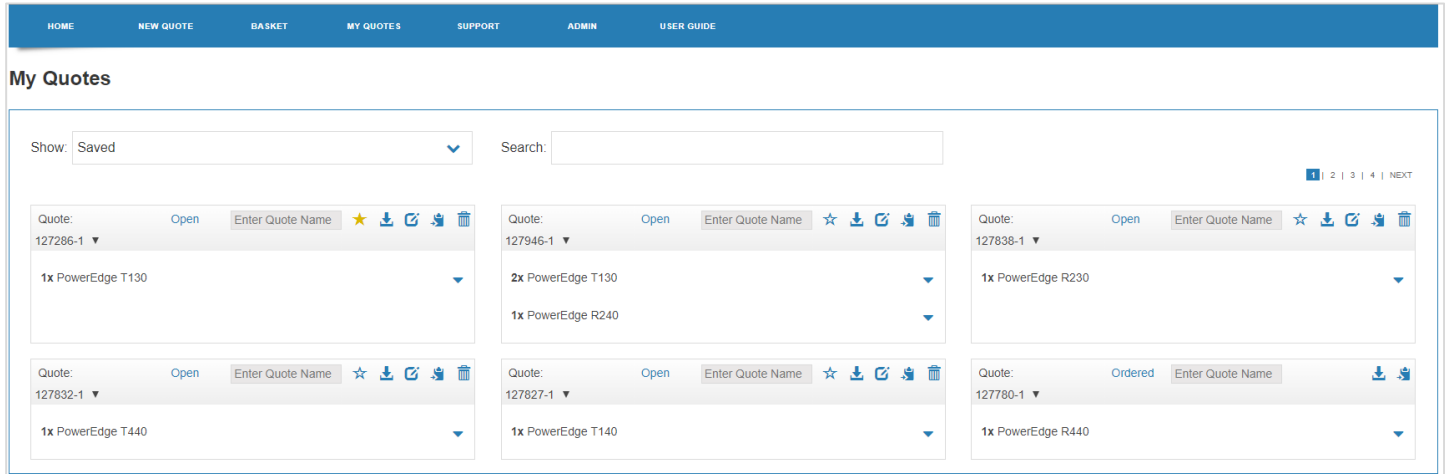 HOME NEW QUOTE BASKET MY QUOTES SUPPORT ADMIN USER GUIDE
My Quotes
Show: Saved Search:
1 | 2 | 3 | 4 | NEXT
Quote: Open Enter Quote Name
127286-1
1x PowerEdge T130
Quote: Open Enter Quote Name
127946-1
2x PowerEdge T130
1x PowerEdge R240
Quote: Open Enter Quote Name
127838-1
1x PowerEdge R230
Quote: Open Enter Quote Name
127832-1
1x PowerEdge T440
Quote: Open Enter Quote Name
127827-1
1x PowerEdge T140
Quote: Ordered Enter Quote Name
127780-1
1x PowerEdge R440